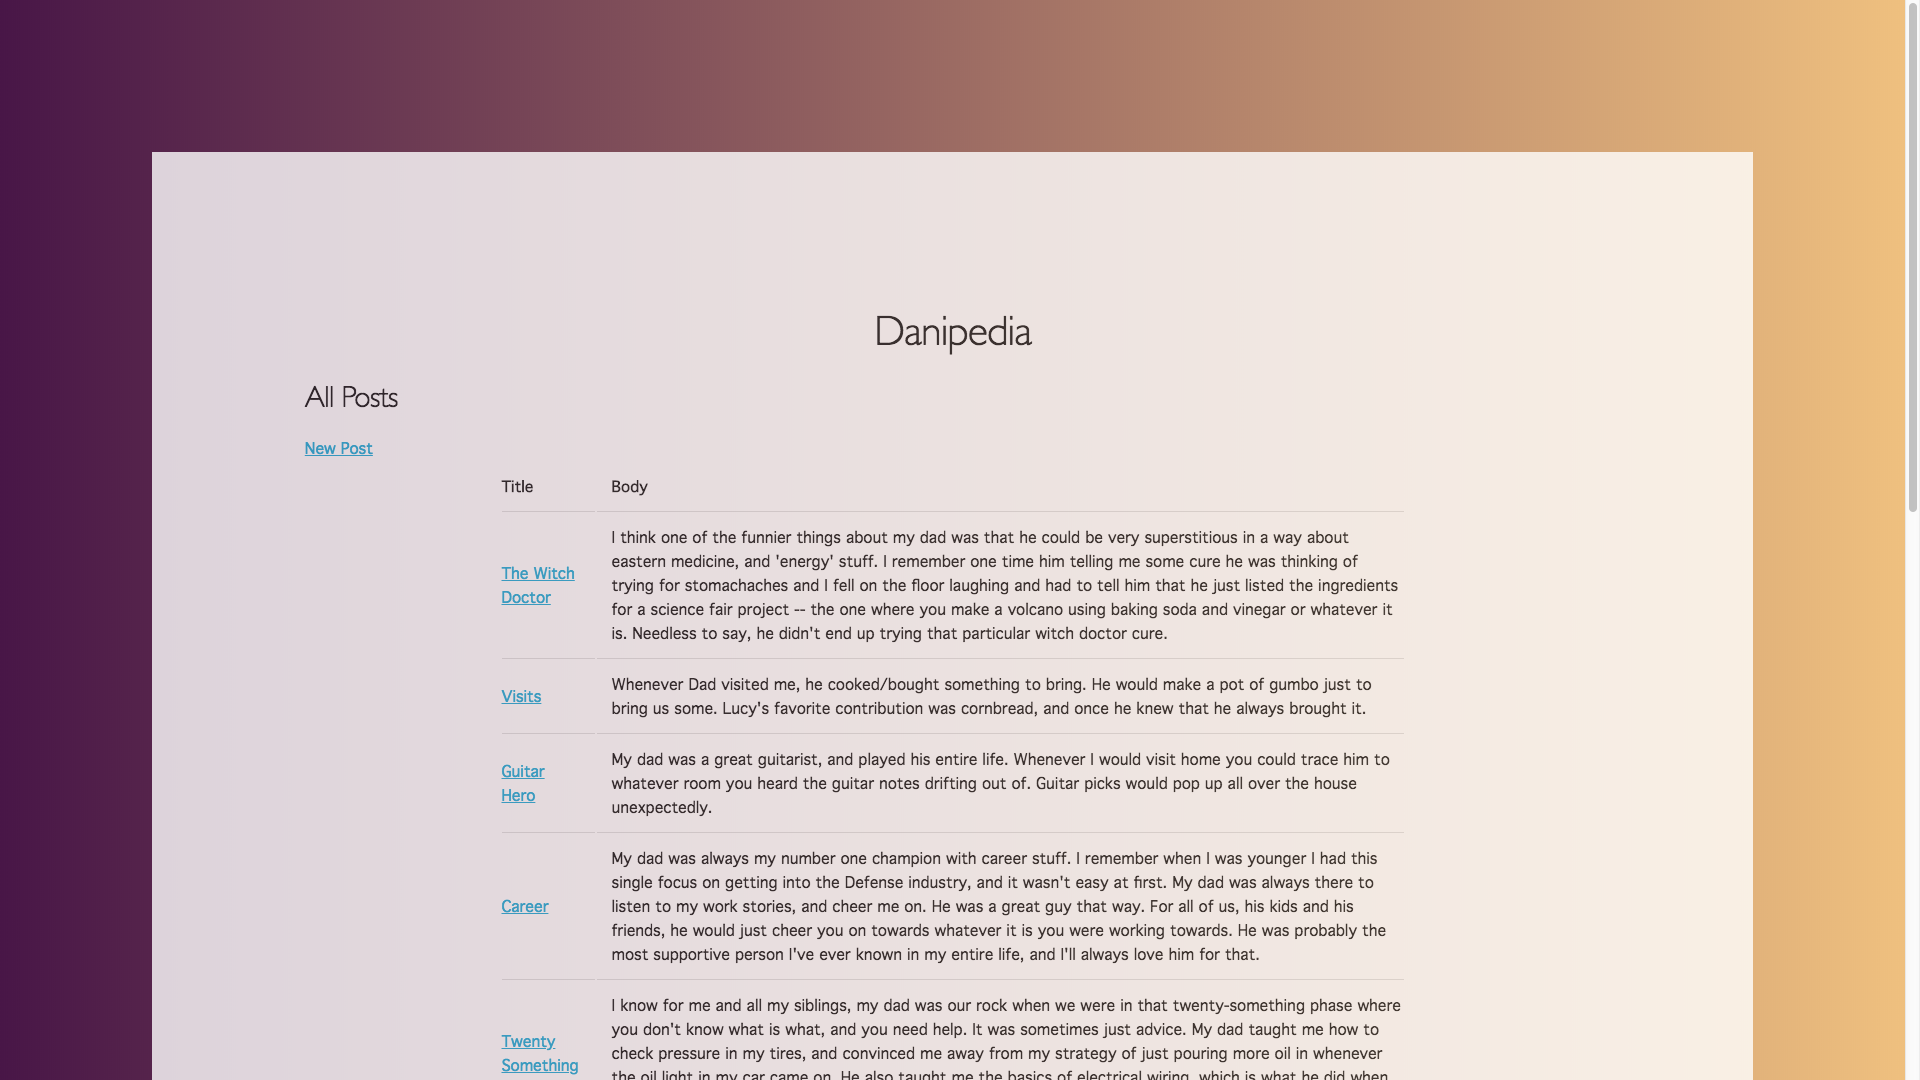 Danipedia
All Posts
New Post
Title Body
The Witch Doctor
I think one of the funnier things about my dad was that he could be very superstitious in a way about
eastern medicine, and 'energy' stuff. I remember one time him telling me some cure he was thinking of
trying for stomachaches and I fell on the floor laughing and had to tell him that he just listed the ingredients
for a science fair project -- the one where you make a volcano using baking soda and vinegar or whatever it
is. Needless to say, he didn't end up trying that particular witch doctor cure.
Visits
Whenever Dad visited me, he cooked/bought something to bring. He would make a pot of gumbo just to
bring us some. Lucy's favorite contribution was cornbread, and once he knew that he always brought it.
Guitar
Hero
My dad was a great guitarist, and played his entire life. Whenever I would visit home you could trace him to
whatever room you heard the guitar notes drifting out of. Guitar picks would pop up all over the house
unexpectedly.
Career
My dad was always my number one champion with career stuff. I remember when I was younger I had this
single focus on getting into the Defense industry, and it wasn't easy at first. My dad was always there to
listen to my work stories, and cheer me on. He was a great guy that way. For all of us, his kids and his
friends, he would just cheer you on towards whatever it is you were working towards. He was probably the
most supportive person I've ever known in my entire life, and I'll always love him for that.
Twenty
Something
I know for me and all my siblings, my dad was our rock when we were in that twenty-something phase where
you don't know what is what, and you need help. It was sometimes just advice. My dad taught me how to
check pressure in my tires, and convinced me away from my strategy of just pouring more oil in whenever
the oil light in my car came on. He also taught me the basics of electrical wiring, which is what he did when